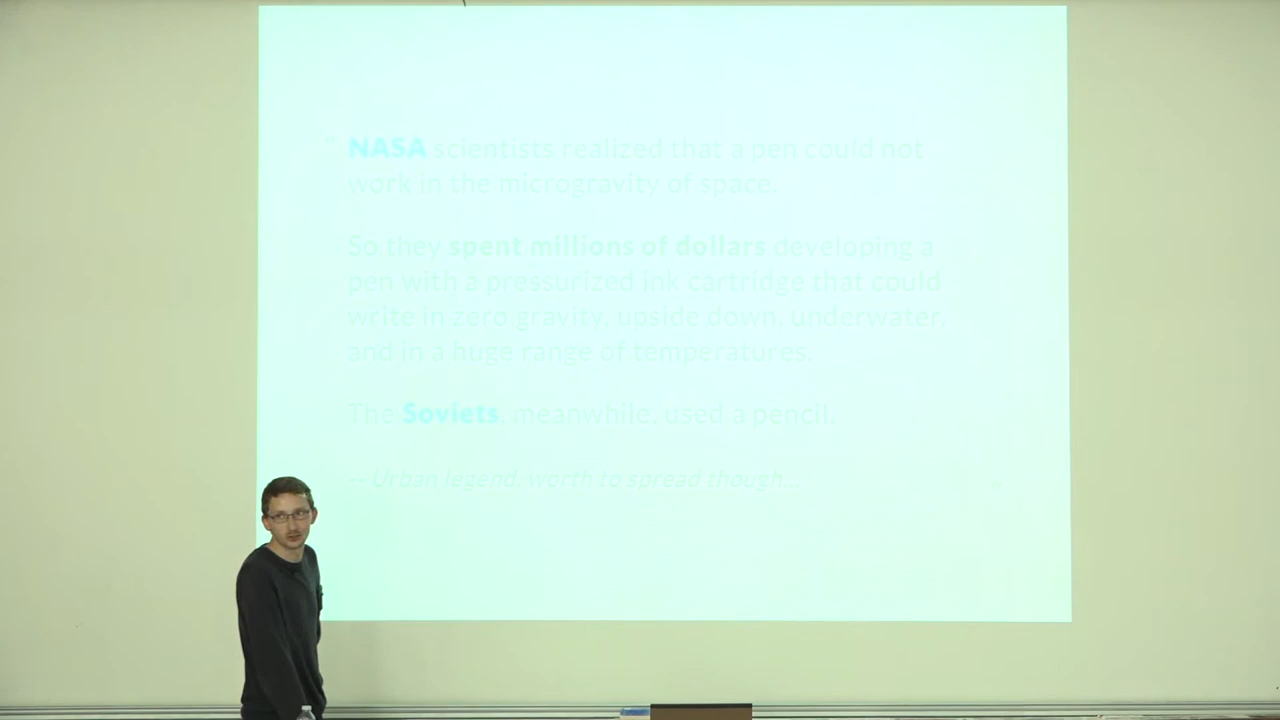 " NASA scientists realized that a pen could not
work in the microgravity of space.
So they spent millions of dollars developing a
pen with a pressurized ink cartridge that could
write in zero gravity, upside down, underwater,
and in a huge range of temperatures.
The Soviets, meanwhile, used a pencil.
-- Urban legend, worth to spread though...